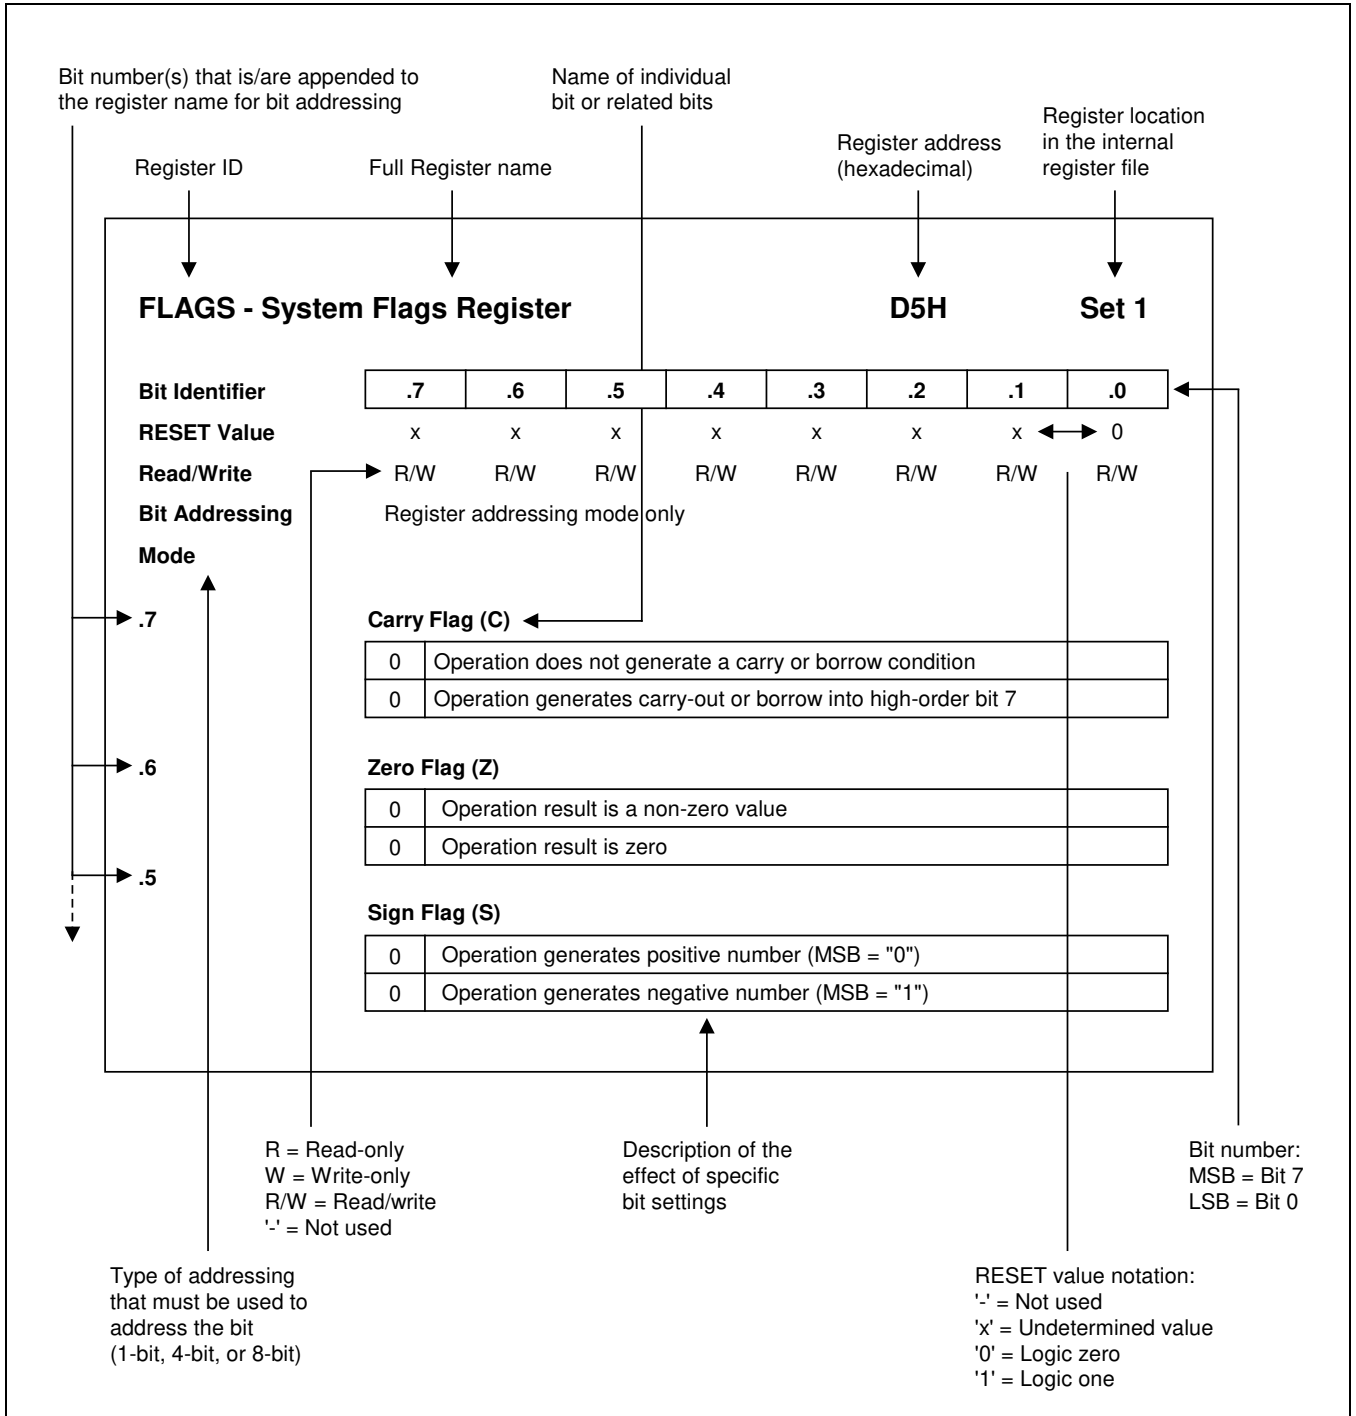 Bit number(s) that is/are appended to
the register name for bit addressing
Name of individual
bit or related bits
Register address
(hexadecimal)
Register location
in the internal
register file
Register ID
Full Register name
FLAGS - System Flags Register D5H Set 1
Bit Identifier .7 .6 .5 .4 .3 .2 .1 .0
RESET Value x x x x x x x 0
Read/Write R/W R/W R/W R/W R/W R/W R/W R/W
Bit Addressing Register addressing mode only
Mode
.7 Carry Flag (C)
0 Operation does not generate a carry or borrow condition
0 Operation generates carry-out or borrow into high-order bit 7
.6 Zero Flag (Z)
0 Operation result is a non-zero value
0 Operation result is zero
.5
Sign Flag (S)
0 Operation generates positive number (MSB = "0")
0 Operation generates negative number (MSB = "1")
R = Read-only
W = Write-only
R/W = Read/write
'-' = Not used
Description of the
effect of specific
bit settings
Bit number:
MSB = Bit 7
LSB = Bit 0
Type of addressing
that must be used to
address the bit
(1-bit, 4-bit, or 8-bit)
RESET value notation:
'-' = Not used
'x' = Undetermined value
'0' = Logic zero
'1' = Logic one